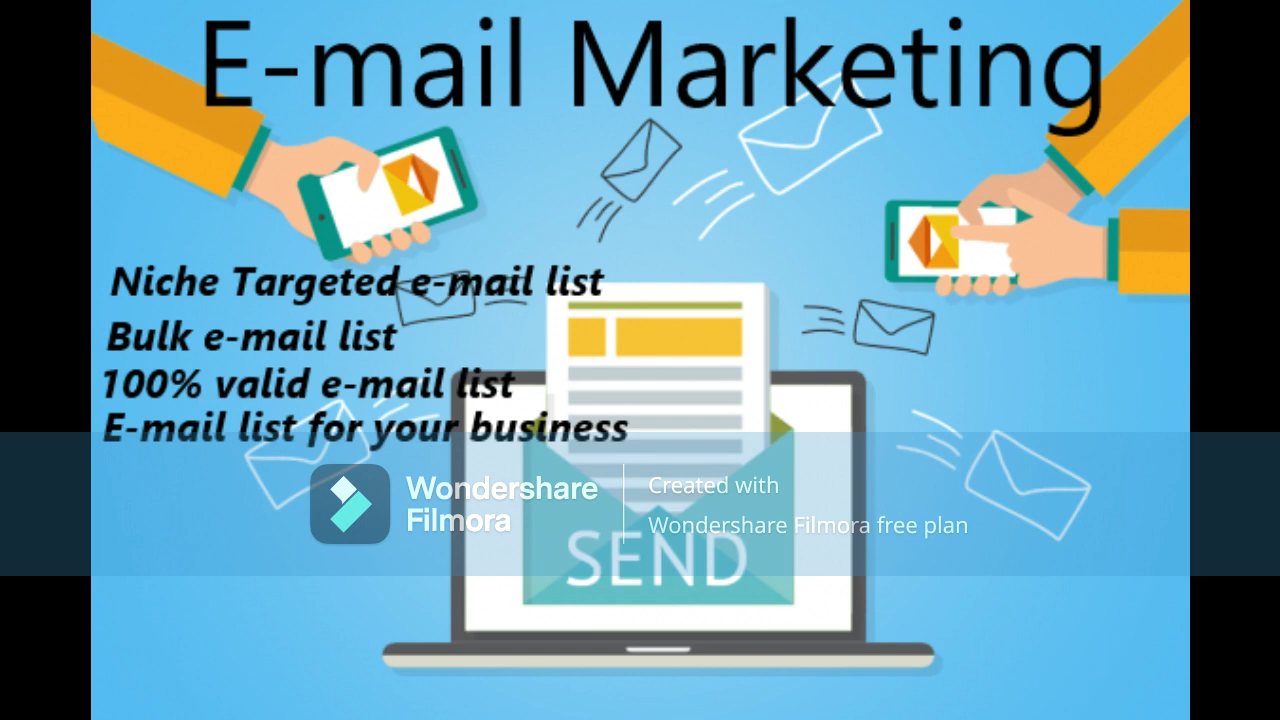 E-mail Marketing
Niche Targeted e-mail list
Bulk e-mail list
100% valid e-mail list
E-mail list for your business
Wondershare
Filmora
Created with
Wondershare Filmora free plan
SEND